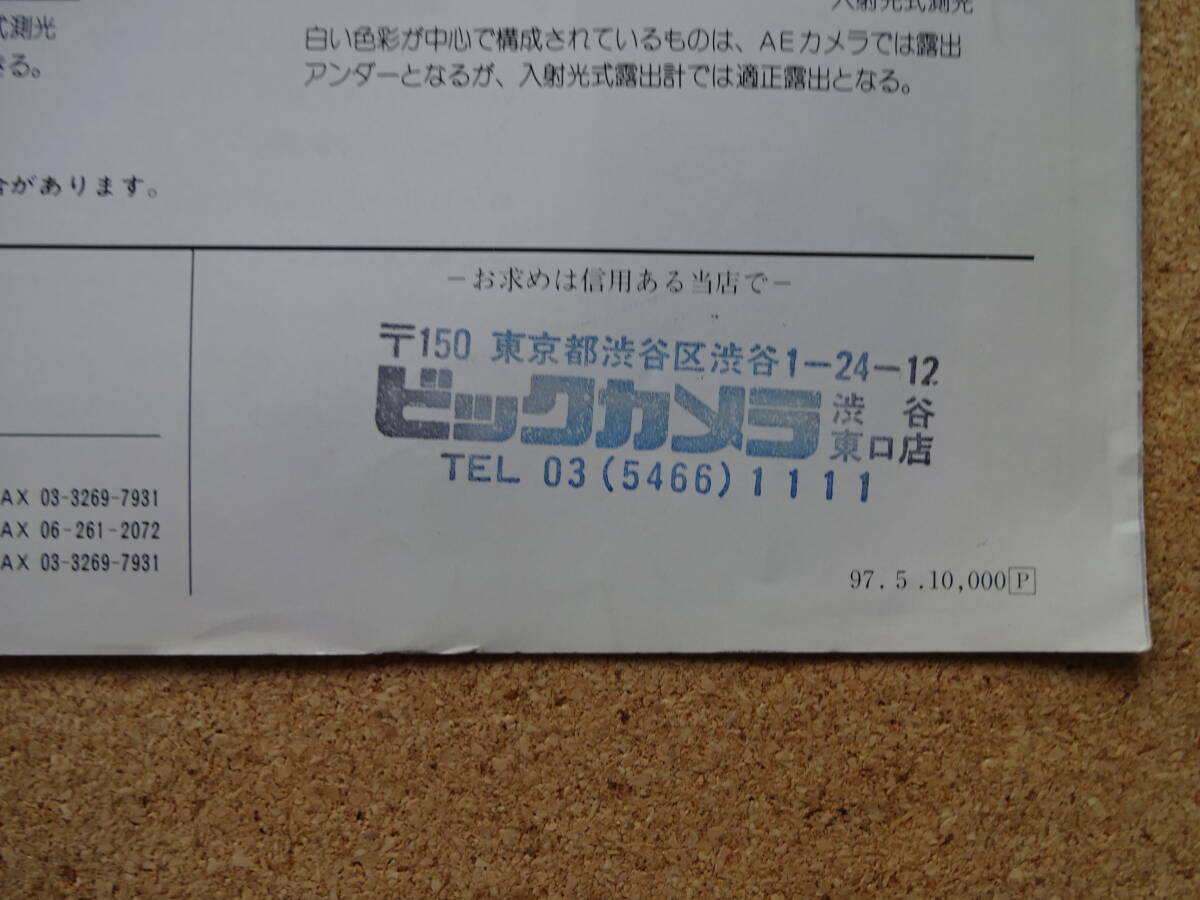 式測光
きる。
入射光式測光
白い色彩が中心で構成されているものは、AEカメラでは露出
アンダーとなるが、入射光式露出計では適正露出となる。
合があります。
－お求めは信用ある当店で－
〒150 東京都渋谷区渋谷1－24－12
ビックカメラ 渋谷東口店
TEL 03(5466)1111
AX 03-3269-7931
AX 06-261-2072
AX 03-3269-7931
97.5.10,000 P